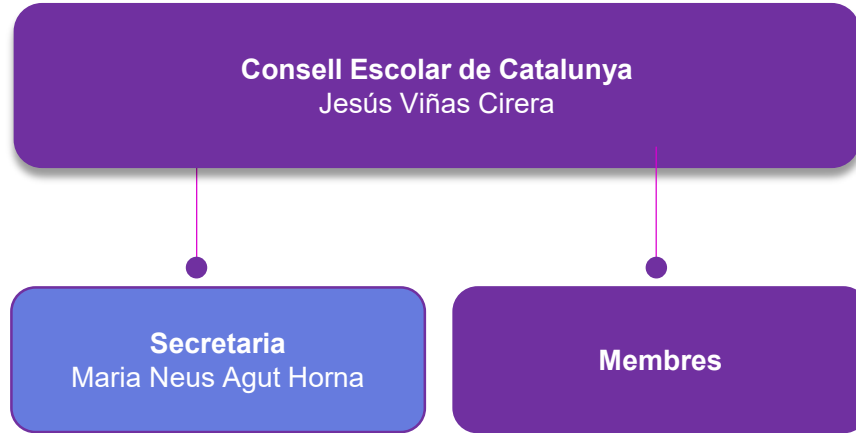 Consell Escolar de Catalunya
Jesús Viñas Cirera
Secretaria
Maria Neus Agut Horna
Membres